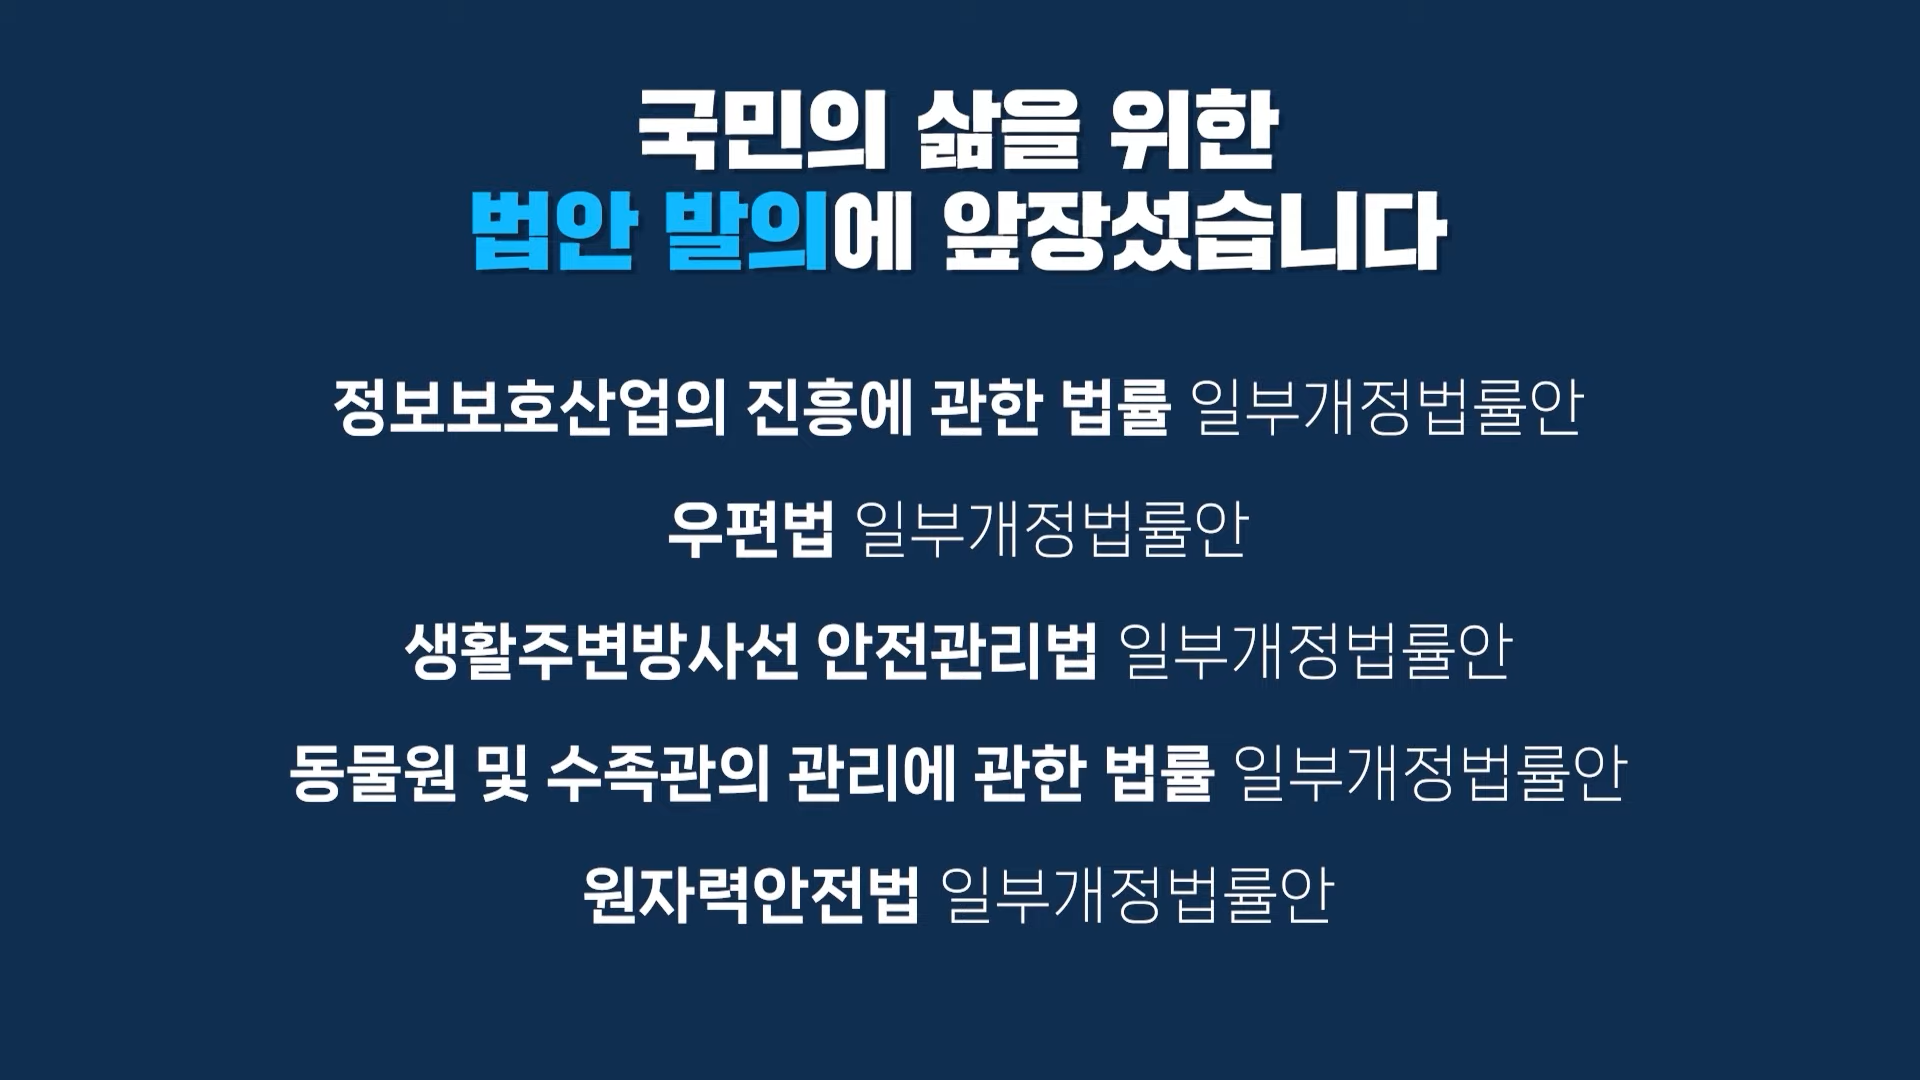 국민의 삶을 위한
법안 발의에 앞장섰습니다
정보보호산업의 진흥에 관한 법률 일부개정법률안
우편법 일부개정법률안
생활주변방사선 안전관리법 일부개정법률안
동물원 및 수족관의 관리에 관한 법률 일부개정법률안
원자력안전법 일부개정법률안